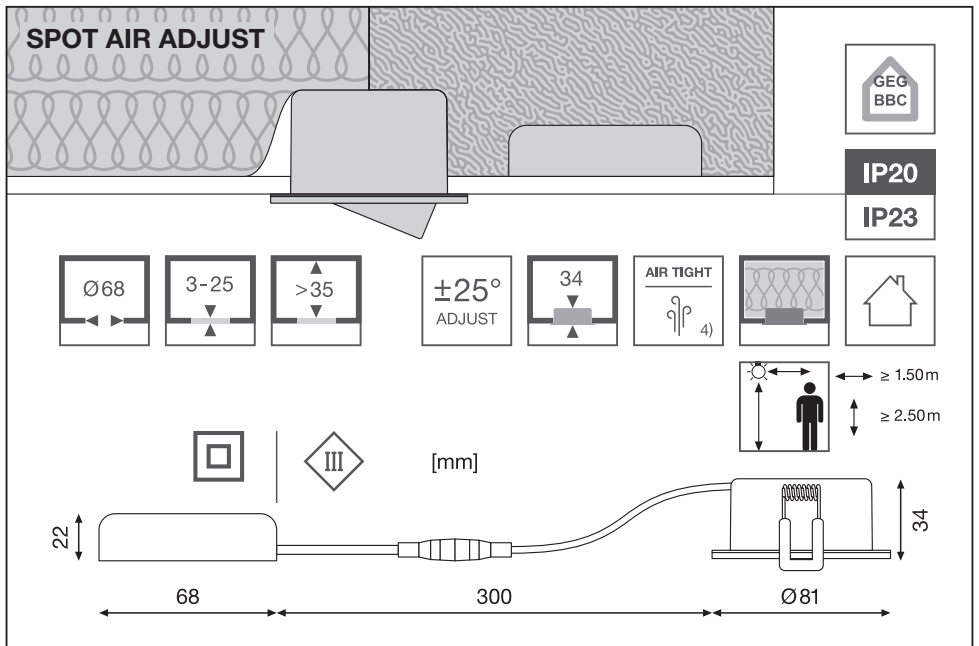 SPOT AIR ADJUST
GEG
BBC
IP20
IP23
Ø68
3-25
>35
±25°
ADJUST
34
AIR TIGHT
4)
≥ 1.50 m
≥ 2.50 m
III
[mm]
22
34
68
300
Ø81